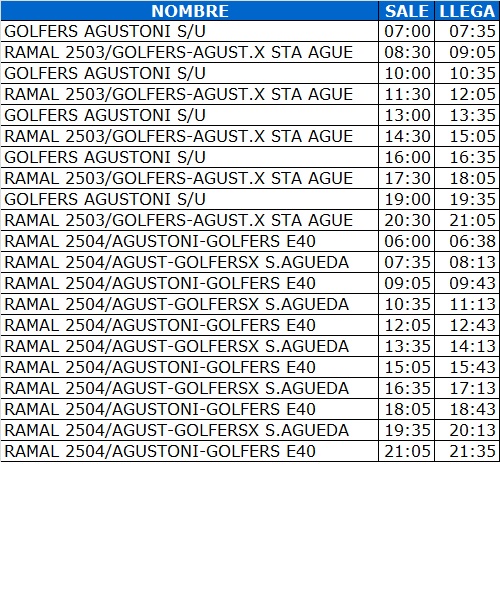 NOMBRE SALE LLEGA
GOLFERS AGUSTONI S/U 07:00 07:35
RAMAL 2503/GOLFERS-AGUST.X STA AGUE 08:30 09:05
GOLFERS AGUSTONI S/U 10:00 10:35
RAMAL 2503/GOLFERS-AGUST.X STA AGUE 11:30 12:05
GOLFERS AGUSTONI S/U 13:00 13:35
RAMAL 2503/GOLFERS-AGUST.X STA AGUE 14:30 15:05
GOLFERS AGUSTONI S/U 16:00 16:35
RAMAL 2503/GOLFERS-AGUST.X STA AGUE 17:30 18:05
GOLFERS AGUSTONI S/U 19:00 19:35
RAMAL 2503/GOLFERS-AGUST.X STA AGUE 20:30 21:05
RAMAL 2504/AGUSTONI-GOLFERS E40 06:00 06:38
RAMAL 2504/AGUST-GOLFERSX S.AGUEDA 07:35 08:13
RAMAL 2504/AGUSTONI-GOLFERS E40 09:05 09:43
RAMAL 2504/AGUST-GOLFERSX S.AGUEDA 10:35 11:13
RAMAL 2504/AGUSTONI-GOLFERS E40 12:05 12:43
RAMAL 2504/AGUST-GOLFERSX S.AGUEDA 13:35 14:13
RAMAL 2504/AGUSTONI-GOLFERS E40 15:05 15:43
RAMAL 2504/AGUST-GOLFERSX S.AGUEDA 16:35 17:13
RAMAL 2504/AGUSTONI-GOLFERS E40 18:05 18:43
RAMAL 2504/AGUST-GOLFERSX S.AGUEDA 19:35 20:13
RAMAL 2504/AGUSTONI-GOLFERS E40 21:05 21:35